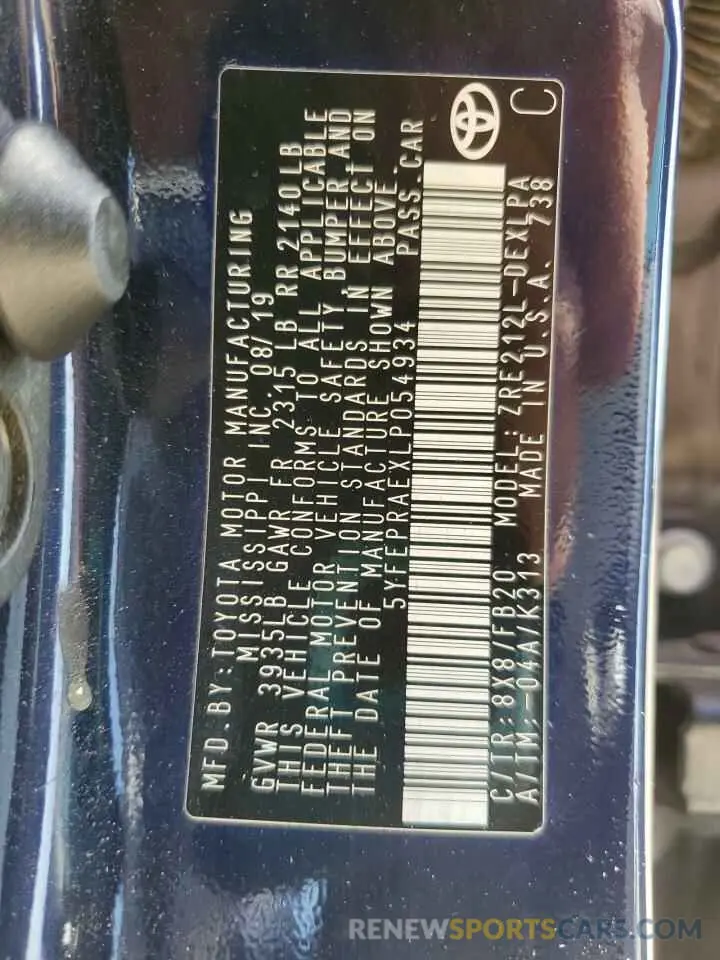 MFD.BY:TOYOTA MOTOR MANUFACTURING
MISSISSIPPI INC. 08/19
GVWR 3935LB GAWR FR 2315LB RR 2140LB
THIS VEHICLE CONFORMS TO ALL APPLICABLE
FEDERAL MOTOR VEHICLE SAFETY BUMPER AND
THEFT PREVENTION STANDARDS IN EFFECT ON
THE DATE OF MANUFACTURE SHOWN ABOVE.
5YFEPRAEXLP054934 PASS.CAR
C/TR:8X8/FB20 MODEL:ZRE212L-DEXLPA
A/TM:-04A/K313 MADE IN U.S.A. 738
C
RENEWSPORTSCARS.COM